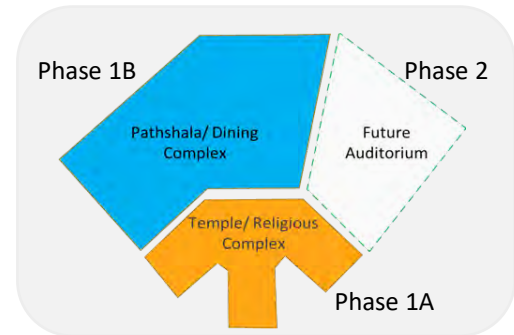 Phase 1B
Phase 2
Pathshala/ Dining
Complex
Future
Auditorium
Temple/ Religious
Complex
Phase 1A